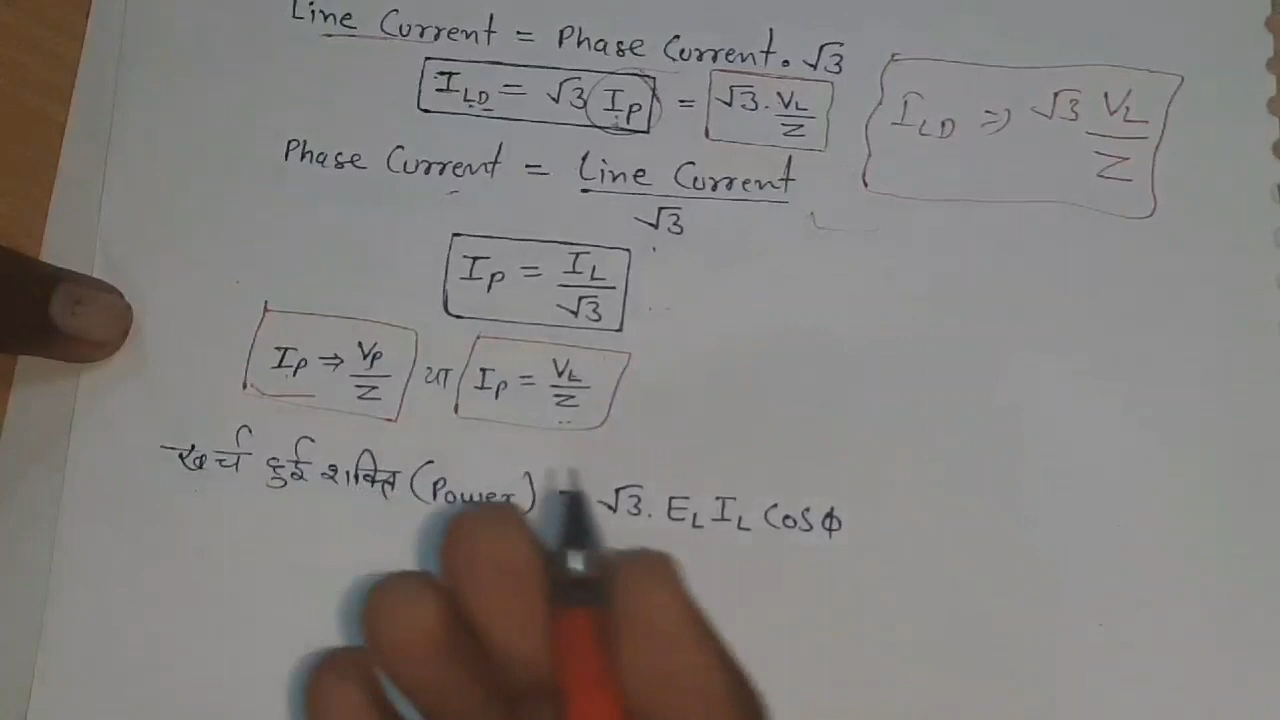 Line Current = Phase Current . √3
I_LD = √3 I_P = √3 . V_L/Z
I_LD ⇒ √3 V_L/Z
Phase Current = Line Current/√3
I_P = I_L/√3
I_P ⇒ V_P/Z या I_P = V_L/Z
खर्च हुई शक्ति (Power) = √3 . E_L I_L Cos φ